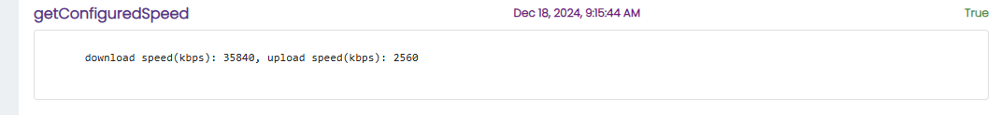 getConfiguredSpeed Dec 18, 2024, 9:15:44 AM True
download speed(kbps): 35840, upload speed(kbps): 2560